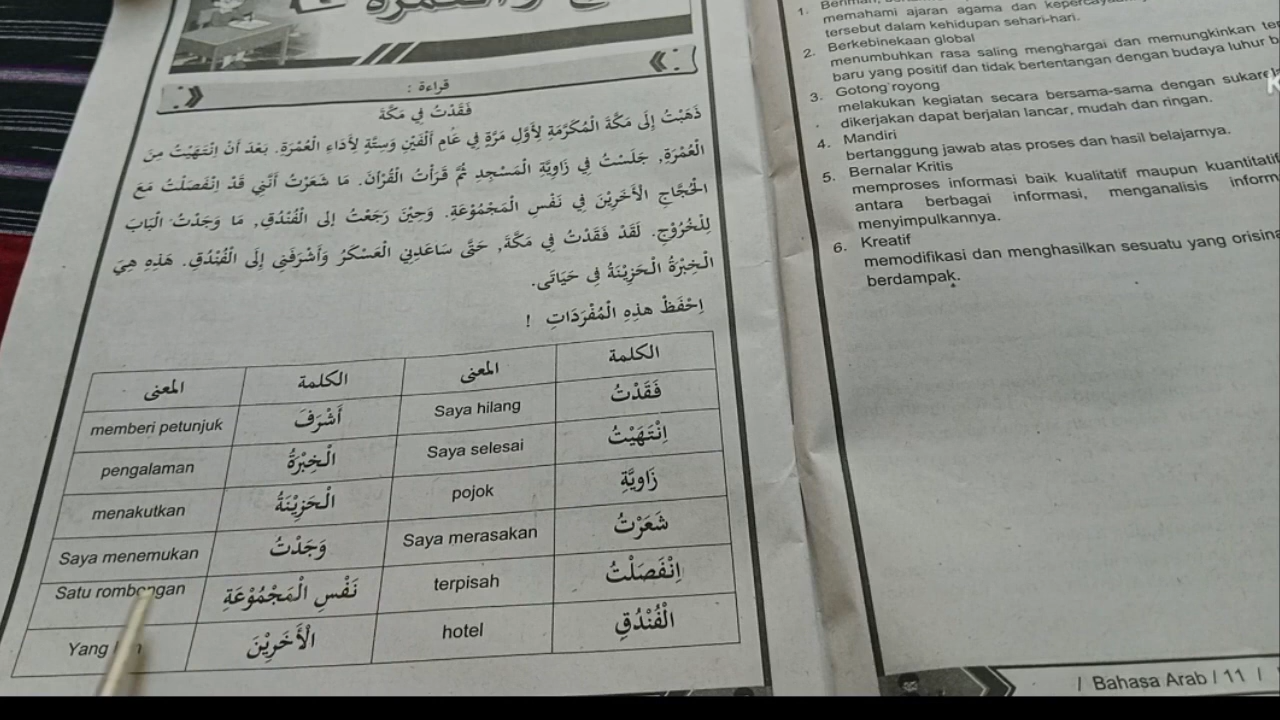 قراءة :
فَقَدْتُ فِي مَكَّةَ
ذَهَبْتُ إِلَى مَكَّةَ الْمُكَرَّمَةِ لِأَوَّلِ مَرَّةٍ فِي عَامِ أَلْفَيْنِ وَسِتَّةٍ لِأَدَاءِ الْعُمْرَةِ. بَعْدَ أَنْ اِنْتَهَيْتُ مِنَ
الْعُمْرَةِ, جَلَسْتُ فِي زَاوِيَّةِ الْمَسْجِدِ ثُمَّ قَرَأْتُ الْقُرْآنَ. مَا شَعَرْتُ أَنَّنِي قَدْ اِنْفَصَلْتُ مَعَ
الْحُجَّاجِ الْأَخَرِيْنَ فِي نَفْسِ الْمَجْمُوْعَةِ. وَحِيْنَ رَجَعْتُ إِلَى الْفُنْدُقِ, مَا وَجَدْتُ الْبَابَ
لِلْخُرُوْجِ. لَقَدْ فَقَدْتُ فِي مَكَّةَ, حَتَّى سَاعَدَنِي الْعَسْكَرُ وَأَشْرَفَنِي إِلَى الْفُنْدُقِ. هَذِهِ هِيَ
الْخِبْرَةُ الْحَزِيْنَةُ فِي حَيَاتَى.
اِحْفَظْ هذِهِ الْمُفْرَدَاتِ !
الكلمة المعنى الكلمة المعنى
فَقَدْتُ Saya hilang أَشْرَفَ memberi petunjuk
اِنْتَهَيْتُ Saya selesai الْخِبْرَةُ pengalaman
زَاوِيَّةِ pojok الْحَزِيْنَةُ menakutkan
شَعَرْتُ Saya merasakan وَجَدْتُ Saya menemukan
اِنْفَصَلْتُ terpisah نَفْسِ الْمَجْمُوْعَةِ Satu rombongan
الْفُنْدُقِ hotel الْأَخَرِيْنَ Yang
1.
memahami ajaran agama dan
tersebut dalam kehidupan sehari-hari.
2. Berkebinekaan global
menumbuhkan rasa saling menghargai dan memungkinkan
baru yang positif dan tidak bertentangan dengan budaya luhur
3. Gotong royong
melakukan kegiatan secara bersama-sama dengan
dikerjakan dapat berjalan lancar, mudah dan ringan.
4. Mandiri
bertanggung jawab atas proses dan hasil belajarnya.
5. Bernalar Kritis
memproses informasi baik kualitatif maupun kuantitatif
antara berbagai informasi, menganalisis
menyimpulkannya.
6. Kreatif
memodifikasi dan menghasilkan sesuatu yang
berdampak.
/ Bahasa Arab / 11 /